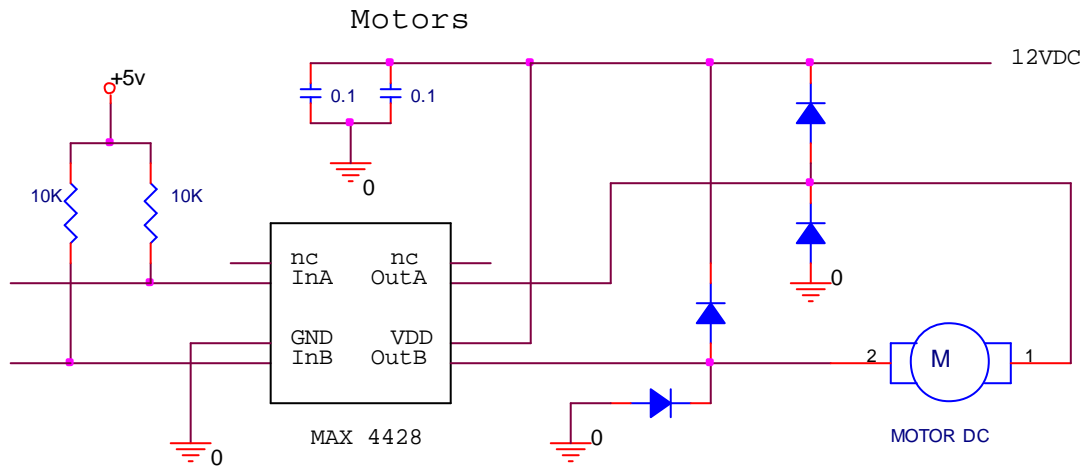 Motors
12VDC
+5v
0.1 0.1
0
10K 10K
nc nc
InA OutA
0
GND VDD
InB OutB
2 M 1
MAX 4428
0
0
MOTOR DC